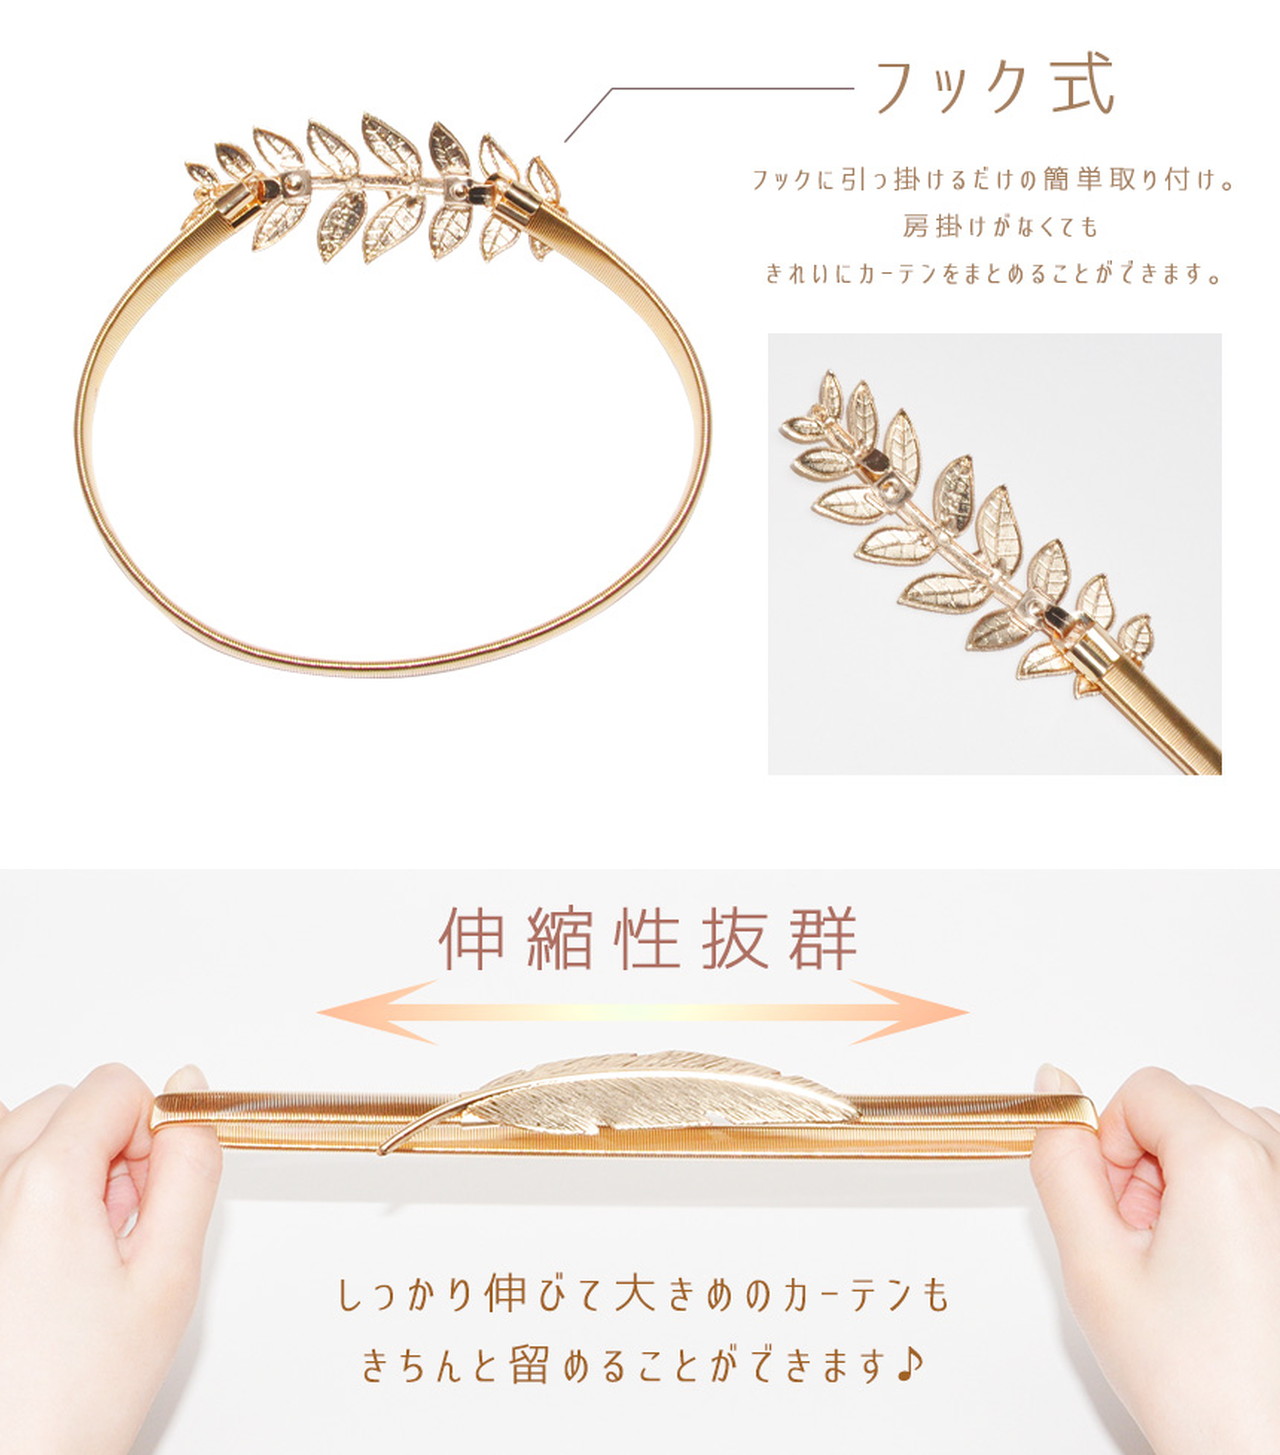 フック式
フックに引っ掛けるだけの簡単取り付け。
房掛けがなくても
きれいにカーテンをまとめることができます。
伸縮性抜群
しっかり伸びて大きめのカーテンも
きちんと留めることができます♪